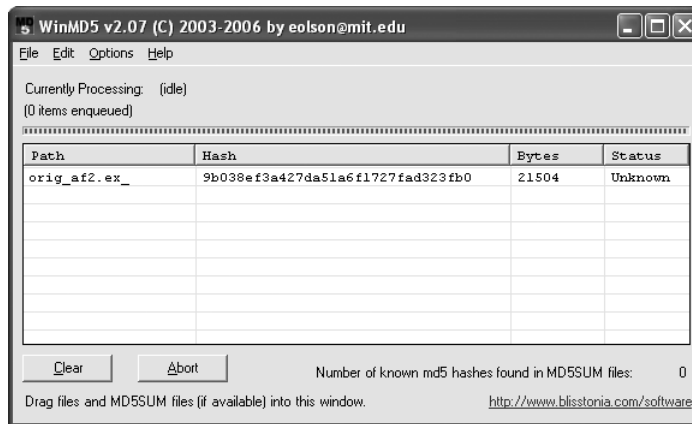 WinMD5 v2.07 (C) 2003-2006 by eolson@mit.edu
File Edit Options Help
Currently Processing: (idle)
(0 items enqueued)
Path Hash Bytes Status
orig_af2.ex_ 9b038ef3a427da51a6f1727fad323fb0 21504 Unknown
Clear Abort Number of known md5 hashes found in MD5SUM files: 0
Drag files and MD5SUM files (if available) into this window. http://www.blisstonia.com/software